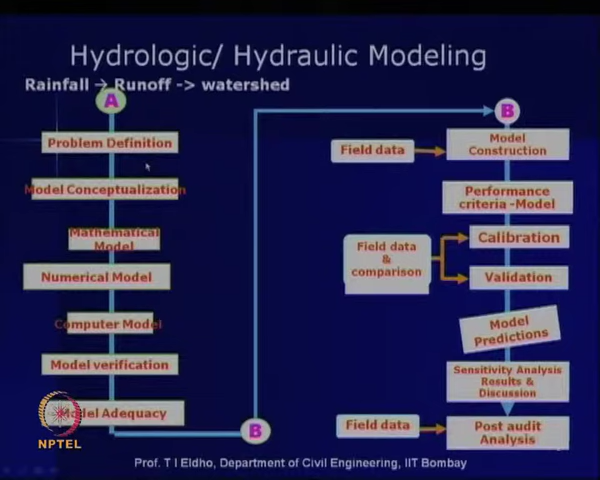 Hydrologic/ Hydraulic Modeling
Rainfall → Runoff -> watershed
A
Problem Definition
Model Conceptualization
Mathematical
Model
Numerical Model
Computer Model
Model verification
Model Adequacy
B
B
Field data
Model
Construction
Performance
criteria -Model
Field data
&
comparison
Calibration
Validation
Model
Predictions
Sensitivity Analysis
Results &
Discussion
Field data
Post audit
Analysis
NPTEL
Prof. T I Eldho, Department of Civil Engineering, IIT Bombay